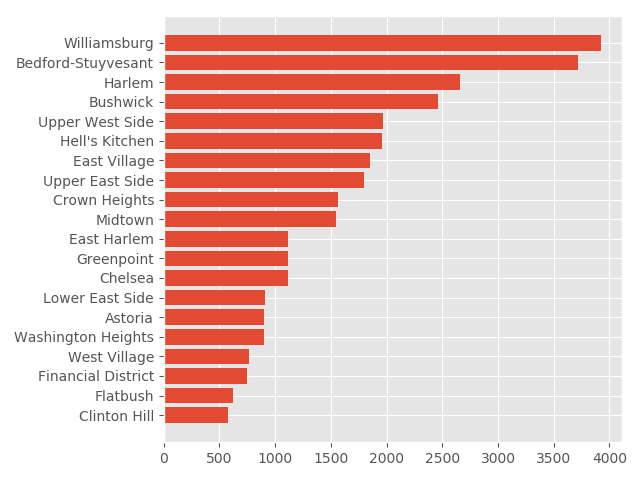 Williamsburg
Bedford-Stuyvesant
Harlem
Bushwick
Upper West Side
Hell's Kitchen
East Village
Upper East Side
Crown Heights
Midtown
East Harlem
Greenpoint
Chelsea
Lower East Side
Astoria
Washington Heights
West Village
Financial District
Flatbush
Clinton Hill
0 500 1000 1500 2000 2500 3000 3500 4000